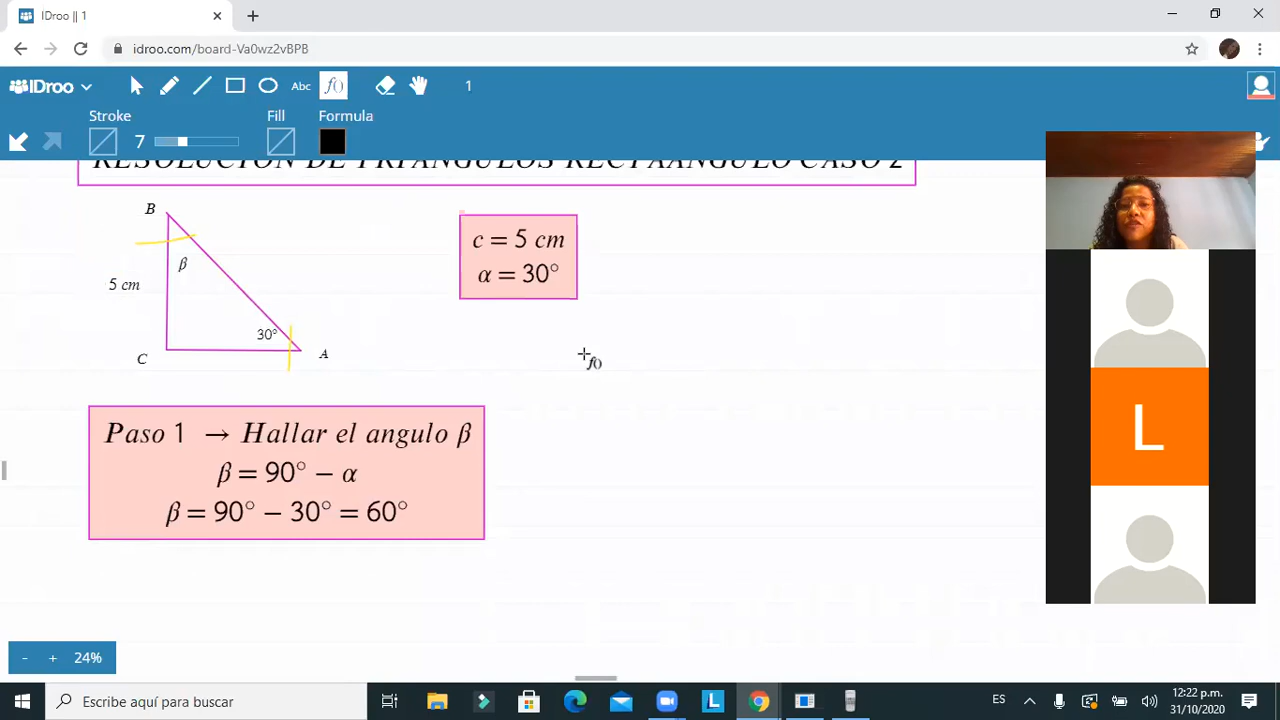 IDroo || 1
idroo.com/board-Va0wz2vBPB
IDroo
Abc
f()
1
Stroke
7
Fill
Formula
RESOLUCION DE TRIANGULOS RECTAANGULO CASO 2
B
β
5 cm
30°
C
A
c = 5 cm
α = 30°
f()
Paso 1 → Hallar el angulo β
β = 90° − α
β = 90° − 30° = 60°
L
- + 24%
Escribe aquí para buscar
L
ES
12:22 p.m.
31/10/2020